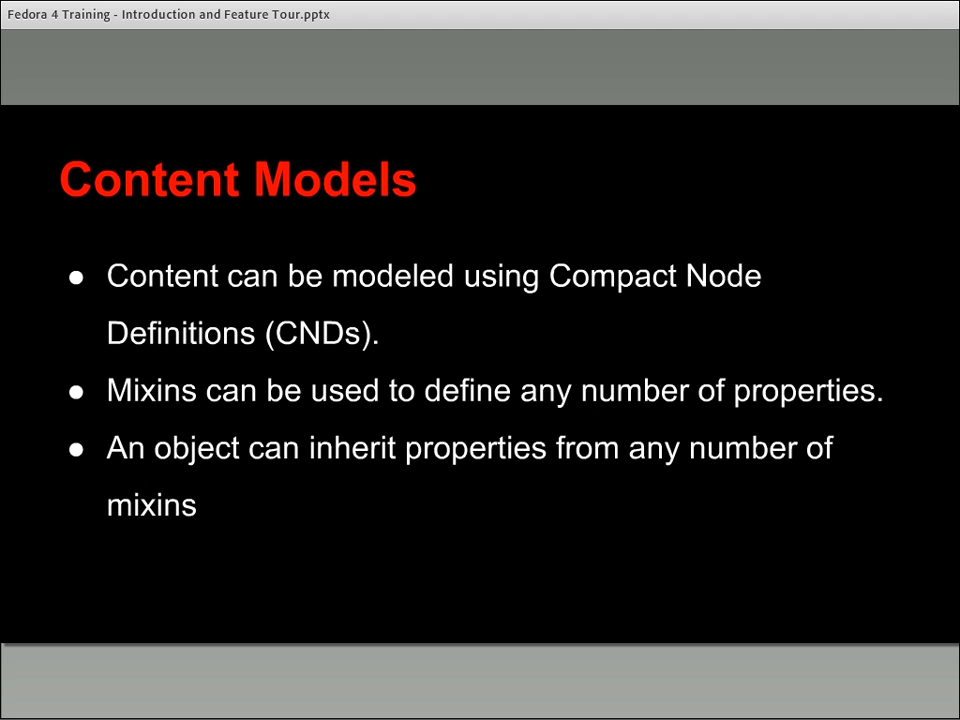 Fedora 4 Training - Introduction and Feature Tour.pptx
Content Models
● Content can be modeled using Compact Node
Definitions (CNDs).
● Mixins can be used to define any number of properties.
● An object can inherit properties from any number of
mixins